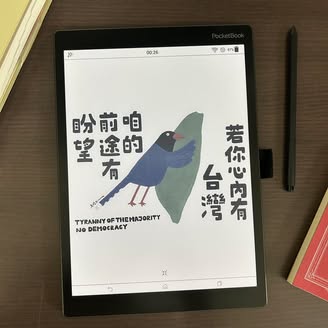 PocketBook
00:26
若你心內有
台灣
咱的
前途有
盼望
TYRANNY OF THE MAJORITY
NO DEMOCRACY